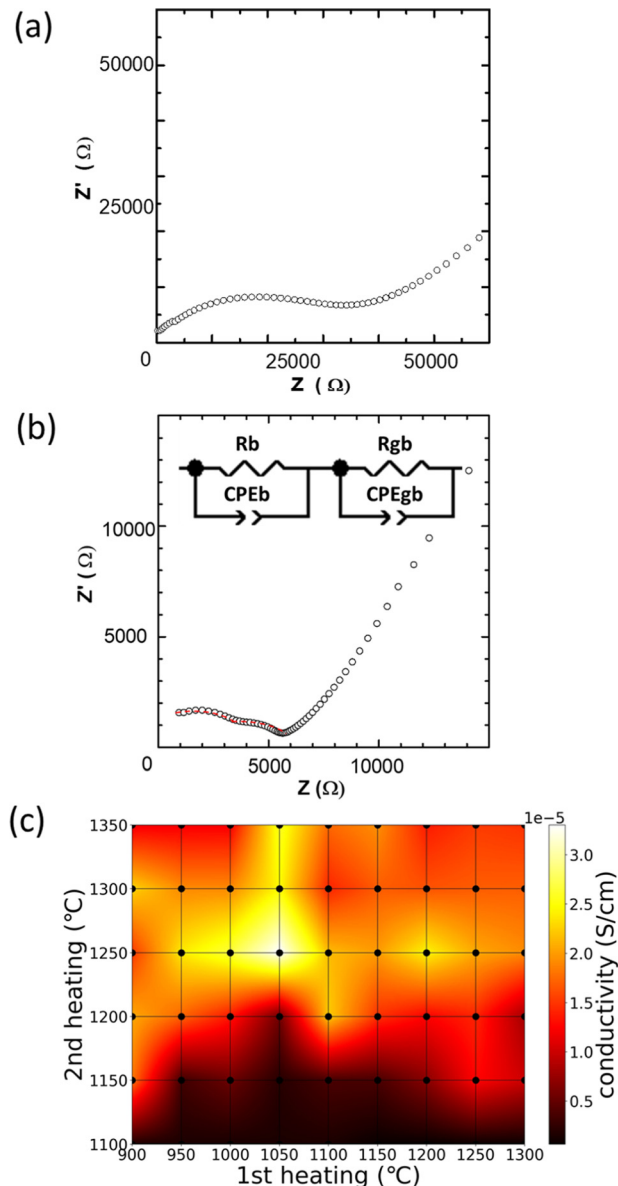 (a)
50000
25000
0
25000
50000
Z' (Ω)
Z (Ω)
(b)
Rb
Rgb
CPEb
CPEgb
10000
5000
0
5000
10000
Z' (Ω)
Z (Ω)
(c)
1e−5
1350
1300
1250
1200
1150
1100
900
950
1000
1050
1100
1150
1200
1250
1300
2nd heating (℃)
1st heating (℃)
3.0
2.5
2.0
1.5
1.0
0.5
conductivity (S/cm)